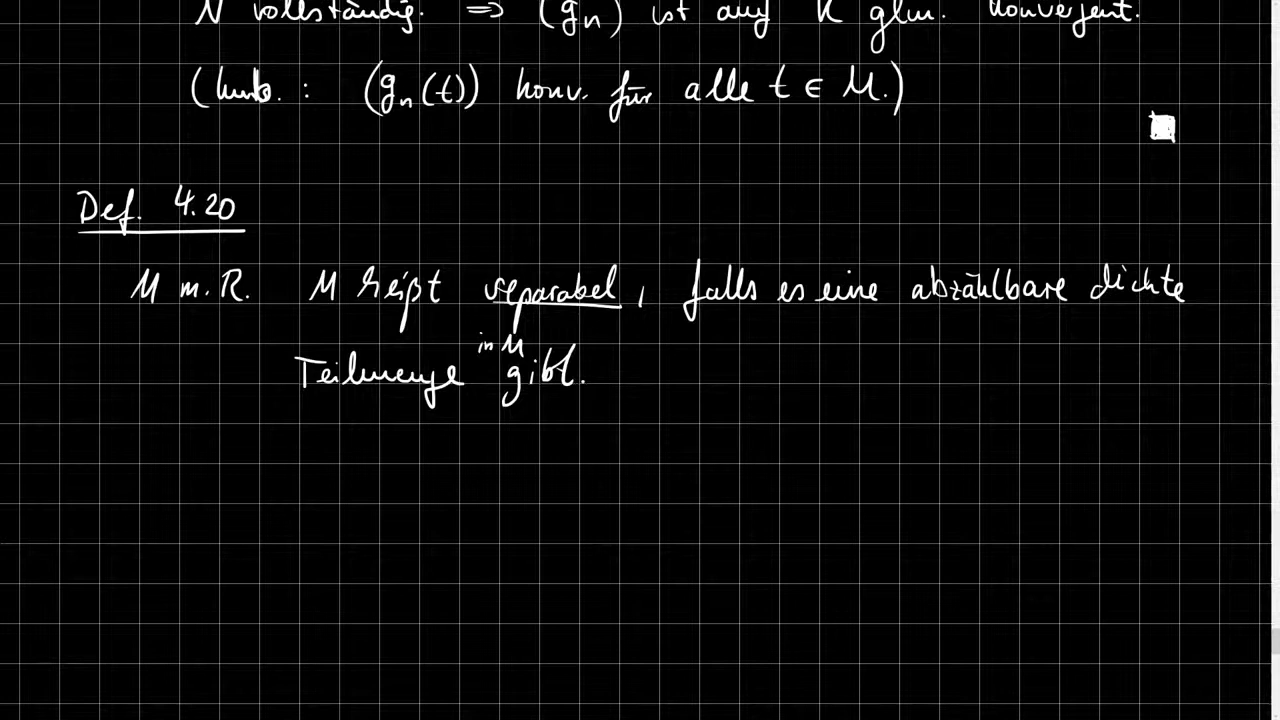 N vollständig. ⇒ (gₙ) ist auf K glm. konvergent.
(insb. : (gₙ(t)) konv. für alle t ∈ M.)
Def. 4.20
M m.R. M heißt separabel, falls es eine abzählbare dichte
Teilmenge in M gibt.